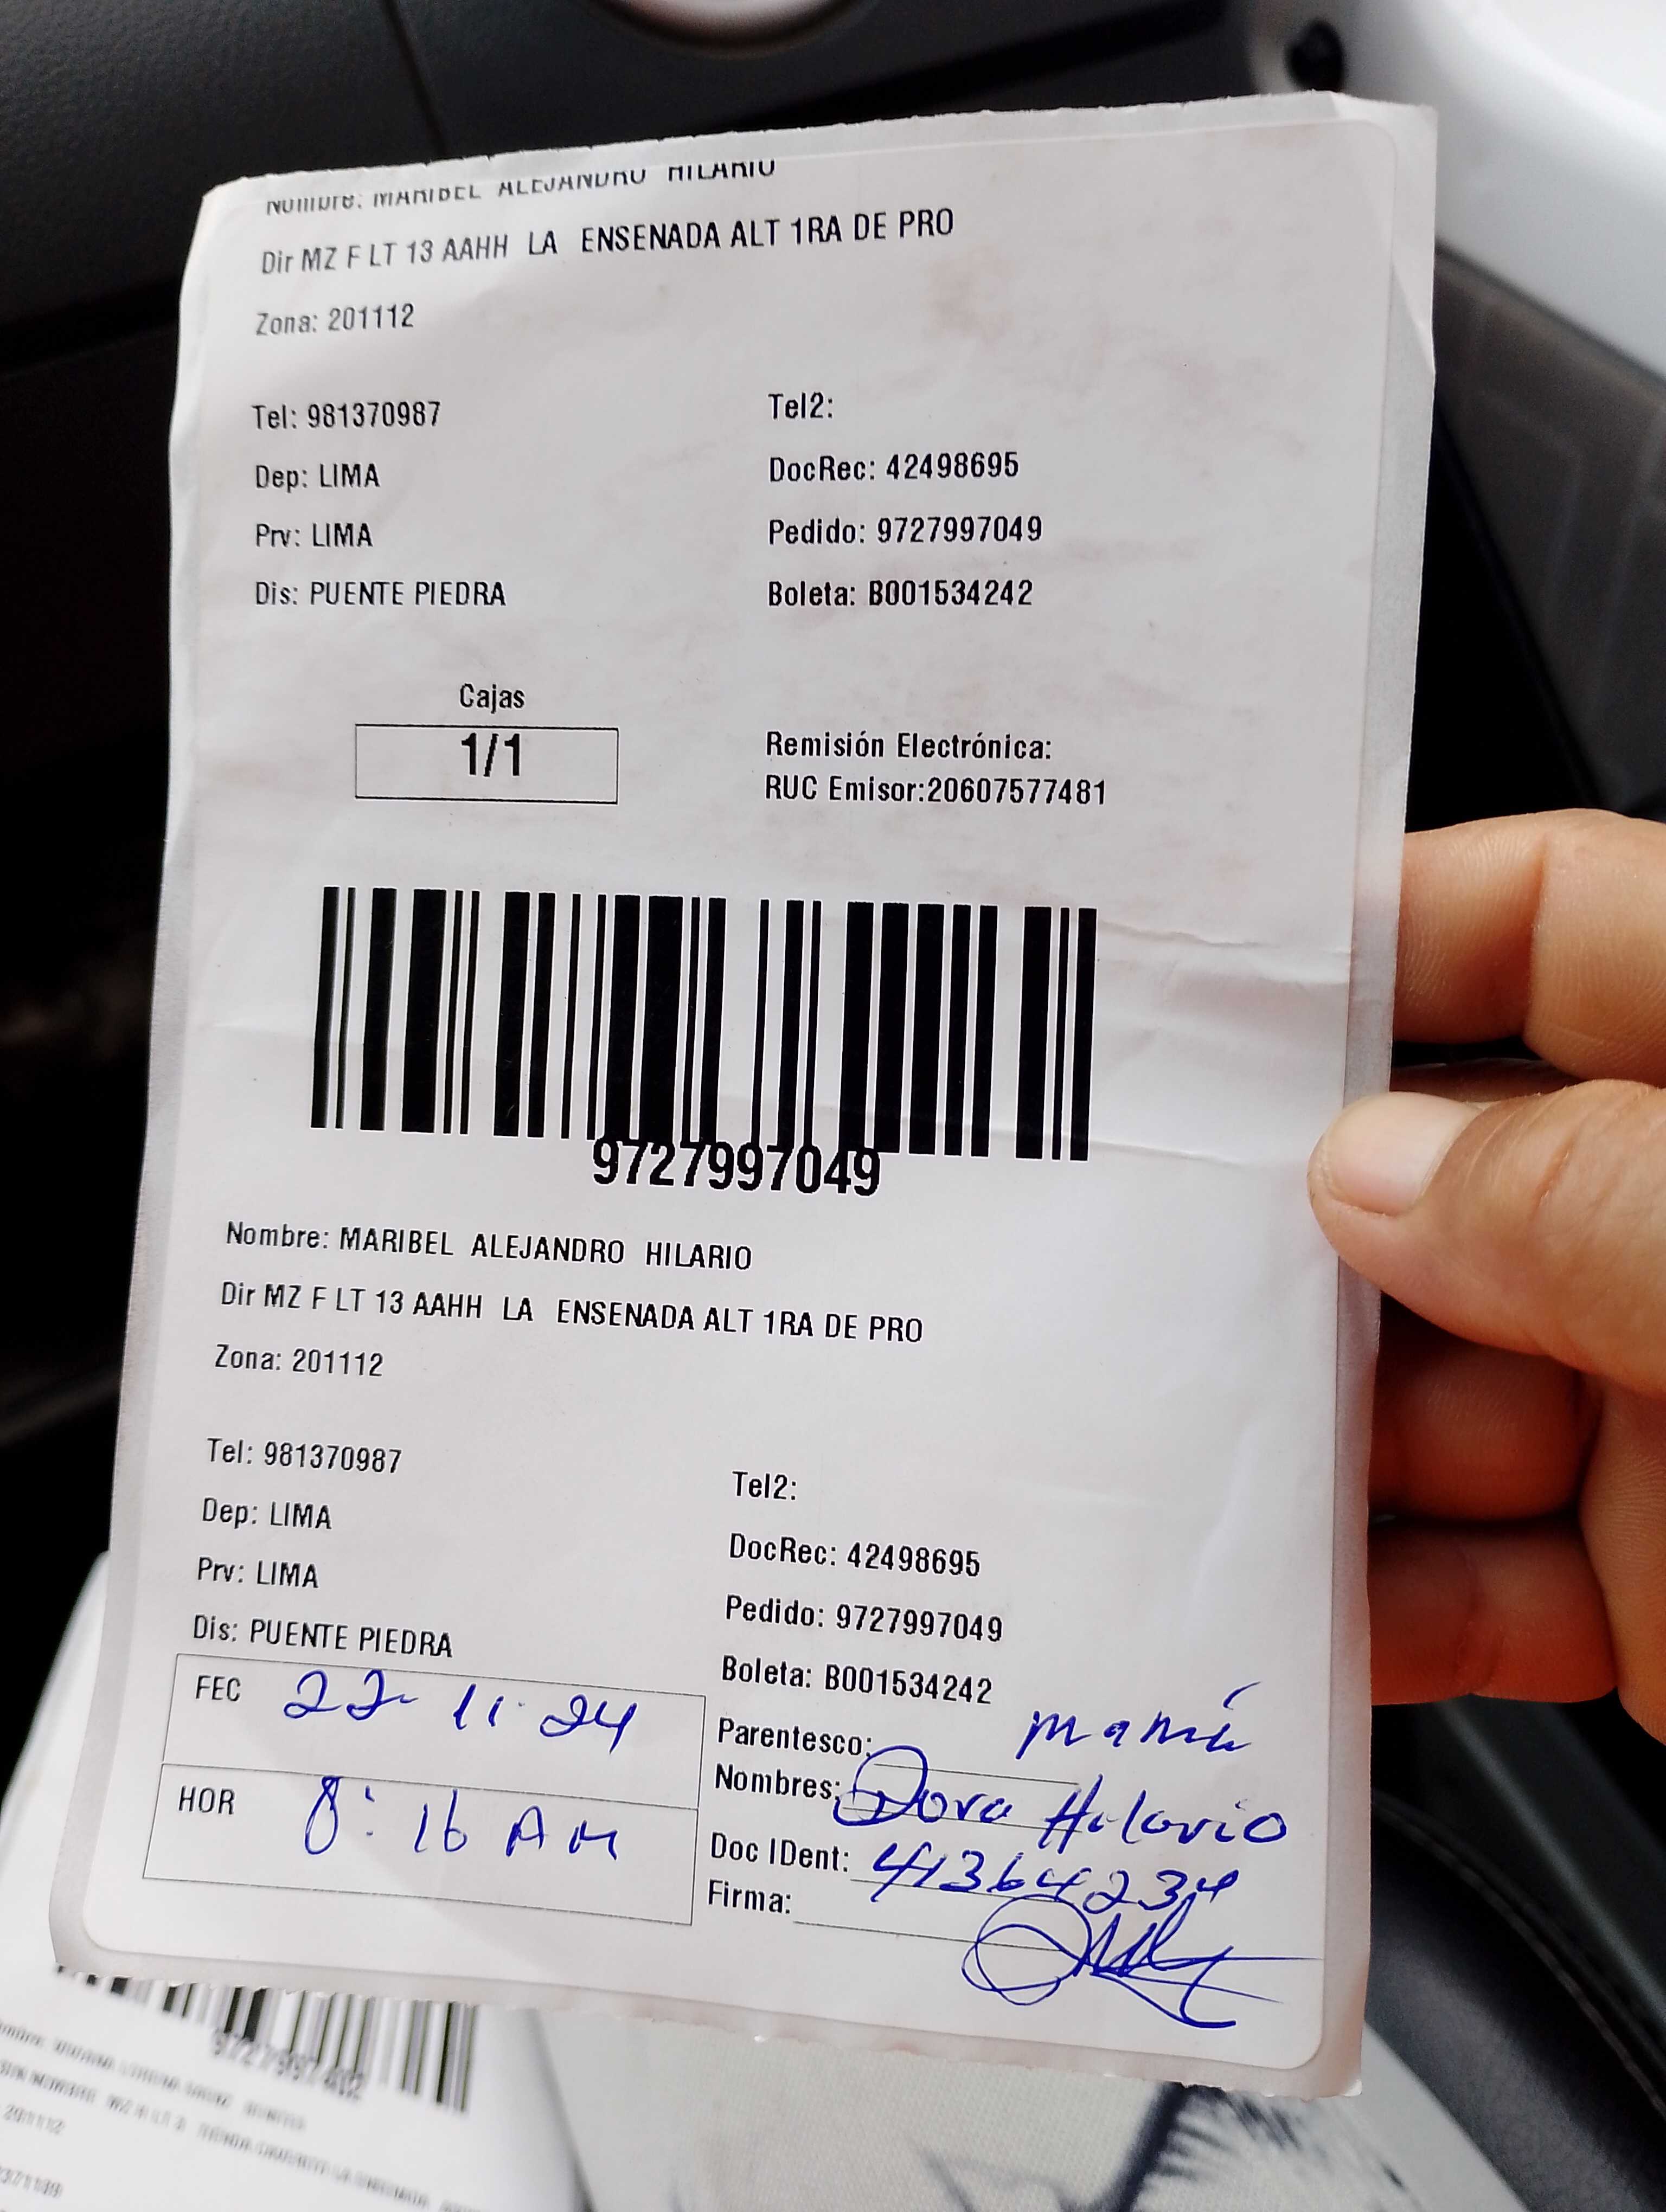 Nombre: MARIBEL ALEJANDRO HILARIO
Dir MZ F LT 13 AAHH LA ENSENADA ALT 1RA DE PRO
Zona: 201112
Tel: 981370987
Tel2:
Dep: LIMA
DocRec: 42498695
Prv: LIMA
Pedido: 9727997049
Dis: PUENTE PIEDRA
Boleta: B001534242
Cajas
1/1
Remisión Electrónica:
RUC Emisor:20607577481
9727997049
Nombre: MARIBEL ALEJANDRO HILARIO
Dir MZ F LT 13 AAHH LA ENSENADA ALT 1RA DE PRO
Zona: 201112
Tel: 981370987
Tel2:
Dep: LIMA
DocRec: 42498695
Prv: LIMA
Pedido: 9727997049
Dis: PUENTE PIEDRA
Boleta: B001534242
FEC 22-11-24
Parentesco: mamá
Nombres: Dora Hilario
HOR 8:16 AM
Doc IDent: 41364234
Firma:
9727997402
201112